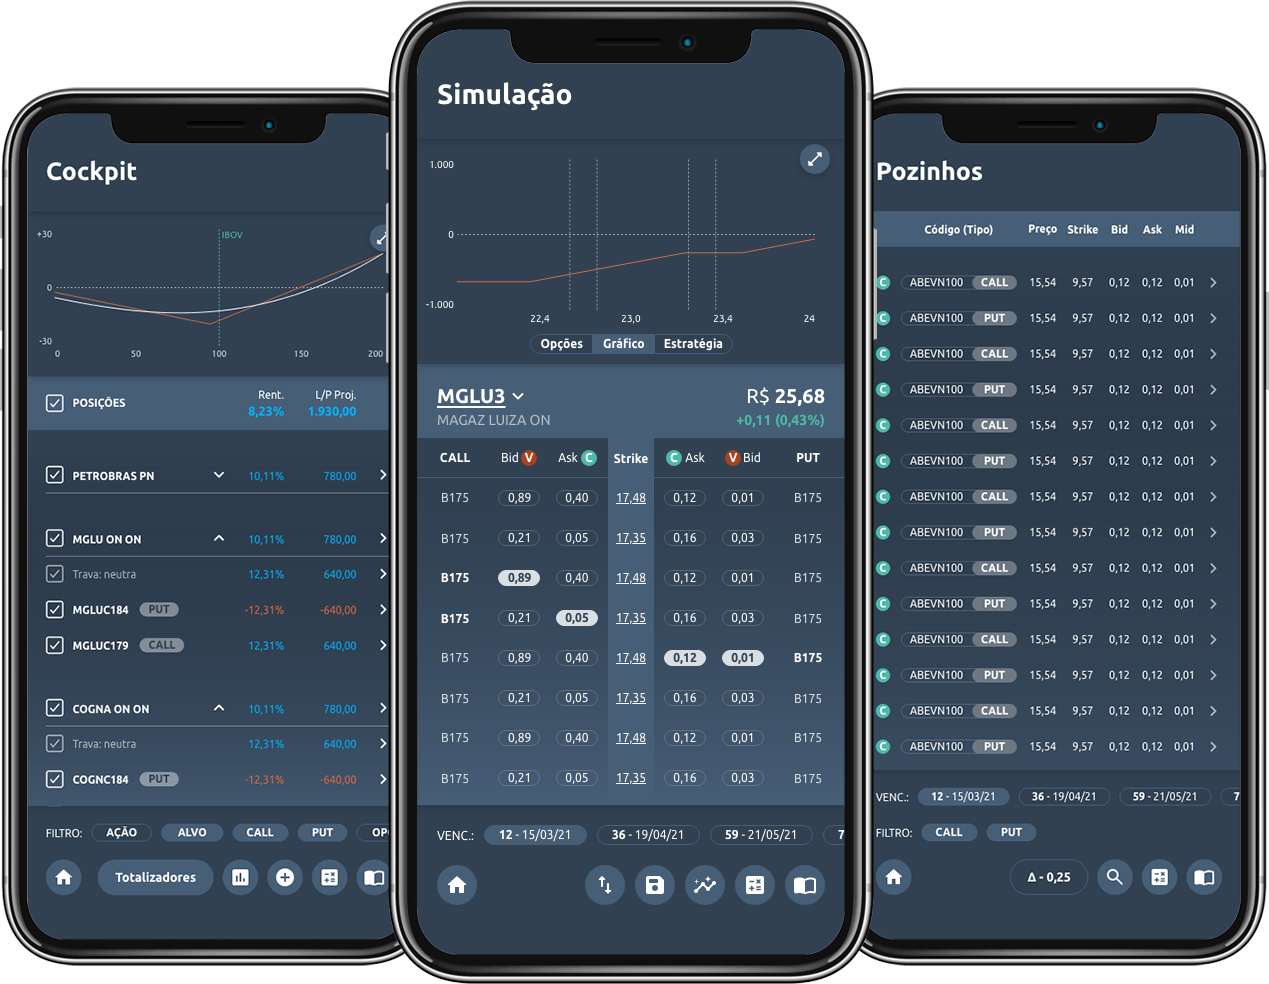 Cockpit
+30
IBOV
0
-30
0 50 100 150 200
POSIÇÕES
Rent. L/P Proj.
8,23% 1.930,00
PETROBRAS PN 10,11% 780,00
MGLU ON ON 10,11% 780,00
Trava: neutra 12,31% 640,00
MGLUC184 PUT -12,31% -640,00
MGLUC179 CALL 12,31% 640,00
COGNA ON ON 10,11% 780,00
Trava: neutra 12,31% 640,00
COGNC184 PUT -12,31% -640,00
FILTRO: AÇÃO ALVO CALL PUT OP
Totalizadores
Simulação
1.000
0
-1.000
22,4 23,0 23,4 24
Opções Gráfico Estratégia
MGLU3 R$ 25,68
MAGAZ LUIZA ON +0,11 (0,43%)
CALL Bid V Ask C Strike C Ask V Bid PUT
B175 0,89 0,40 17,48 0,12 0,01 B175
B175 0,21 0,05 17,35 0,16 0,03 B175
B175 0,89 0,40 17,48 0,12 0,01 B175
B175 0,21 0,05 17,35 0,16 0,03 B175
B175 0,89 0,40 17,48 0,12 0,01 B175
B175 0,21 0,05 17,35 0,16 0,03 B175
B175 0,89 0,40 17,48 0,12 0,01 B175
B175 0,21 0,05 17,35 0,16 0,03 B175
VENC.: 12 - 15/03/21 36 - 19/04/21 59 - 21/05/21 7
Pozinhos
Código (Tipo) Preço Strike Bid Ask Mid
C ABEVN100 CALL 15,54 9,57 0,12 0,12 0,01
C ABEVN100 PUT 15,54 9,57 0,12 0,12 0,01
C ABEVN100 CALL 15,54 9,57 0,12 0,12 0,01
C ABEVN100 PUT 15,54 9,57 0,12 0,12 0,01
C ABEVN100 CALL 15,54 9,57 0,12 0,12 0,01
C ABEVN100 PUT 15,54 9,57 0,12 0,12 0,01
C ABEVN100 CALL 15,54 9,57 0,12 0,12 0,01
C ABEVN100 PUT 15,54 9,57 0,12 0,12 0,01
C ABEVN100 CALL 15,54 9,57 0,12 0,12 0,01
C ABEVN100 PUT 15,54 9,57 0,12 0,12 0,01
C ABEVN100 CALL 15,54 9,57 0,12 0,12 0,01
C ABEVN100 PUT 15,54 9,57 0,12 0,12 0,01
C ABEVN100 CALL 15,54 9,57 0,12 0,12 0,01
C ABEVN100 PUT 15,54 9,57 0,12 0,12 0,01
VENC.: 12 - 15/03/21 36 - 19/04/21 59 - 21/05/21 7
FILTRO: CALL PUT
Δ - 0,25